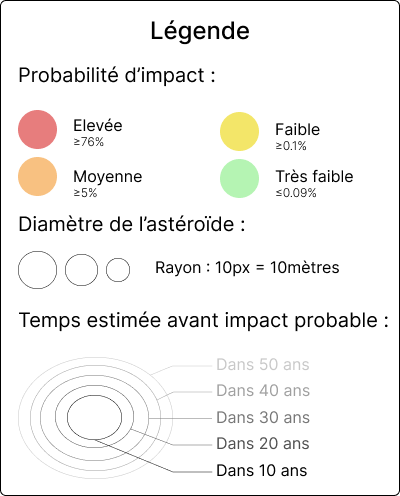 Légende
Probabilité d’impact :
Elevée
≥76%
Faible
≥0.1%
Moyenne
≥5%
Très faible
≤0.09%
Diamètre de l’astéroïde :
Rayon : 10px = 10mètres
Temps estimée avant impact probable :
Dans 50 ans
Dans 40 ans
Dans 30 ans
Dans 20 ans
Dans 10 ans